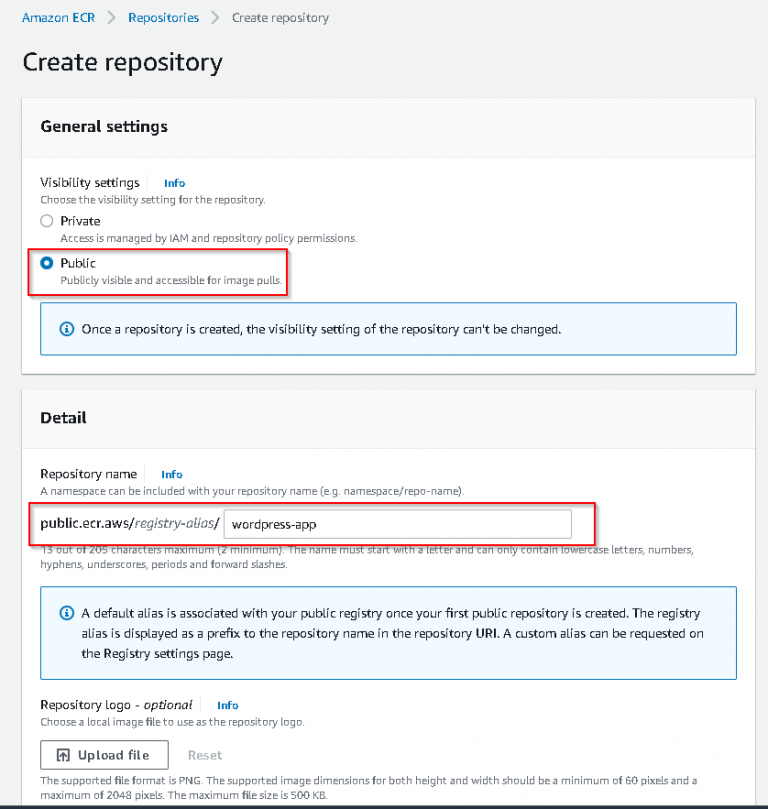 Amazon ECR > Repositories > Create repository
Create repository
General settings
Visibility settings Info
Choose the visibility setting for the repository.
Private
Access is managed by IAM and repository policy permissions.
Public
Publicly visible and accessible for image pulls.
Once a repository is created, the visibility setting of the repository can't be changed.
Detail
Repository name Info
A namespace can be included with your repository name (e.g. namespace/repo-name).
public.ecr.aws/registry-alias/ wordpress-app
13 out of 205 characters maximum (2 minimum). The name must start with a letter and can only contain lowercase letters, numbers,
hyphens, underscores, periods and forward slashes.
A default alias is associated with your public registry once your first public repository is created. The registry
alias is displayed as a prefix to the repository name in the repository URI. A custom alias can be requested on
the Registry settings page.
Repository logo - optional Info
Choose a local image file to use as the repository logo.
Upload file Reset
The supported file format is PNG. The supported image dimensions for both height and width should be a minimum of 60 pixels and a
maximum of 2048 pixels. The maximum file size is 500 KB.